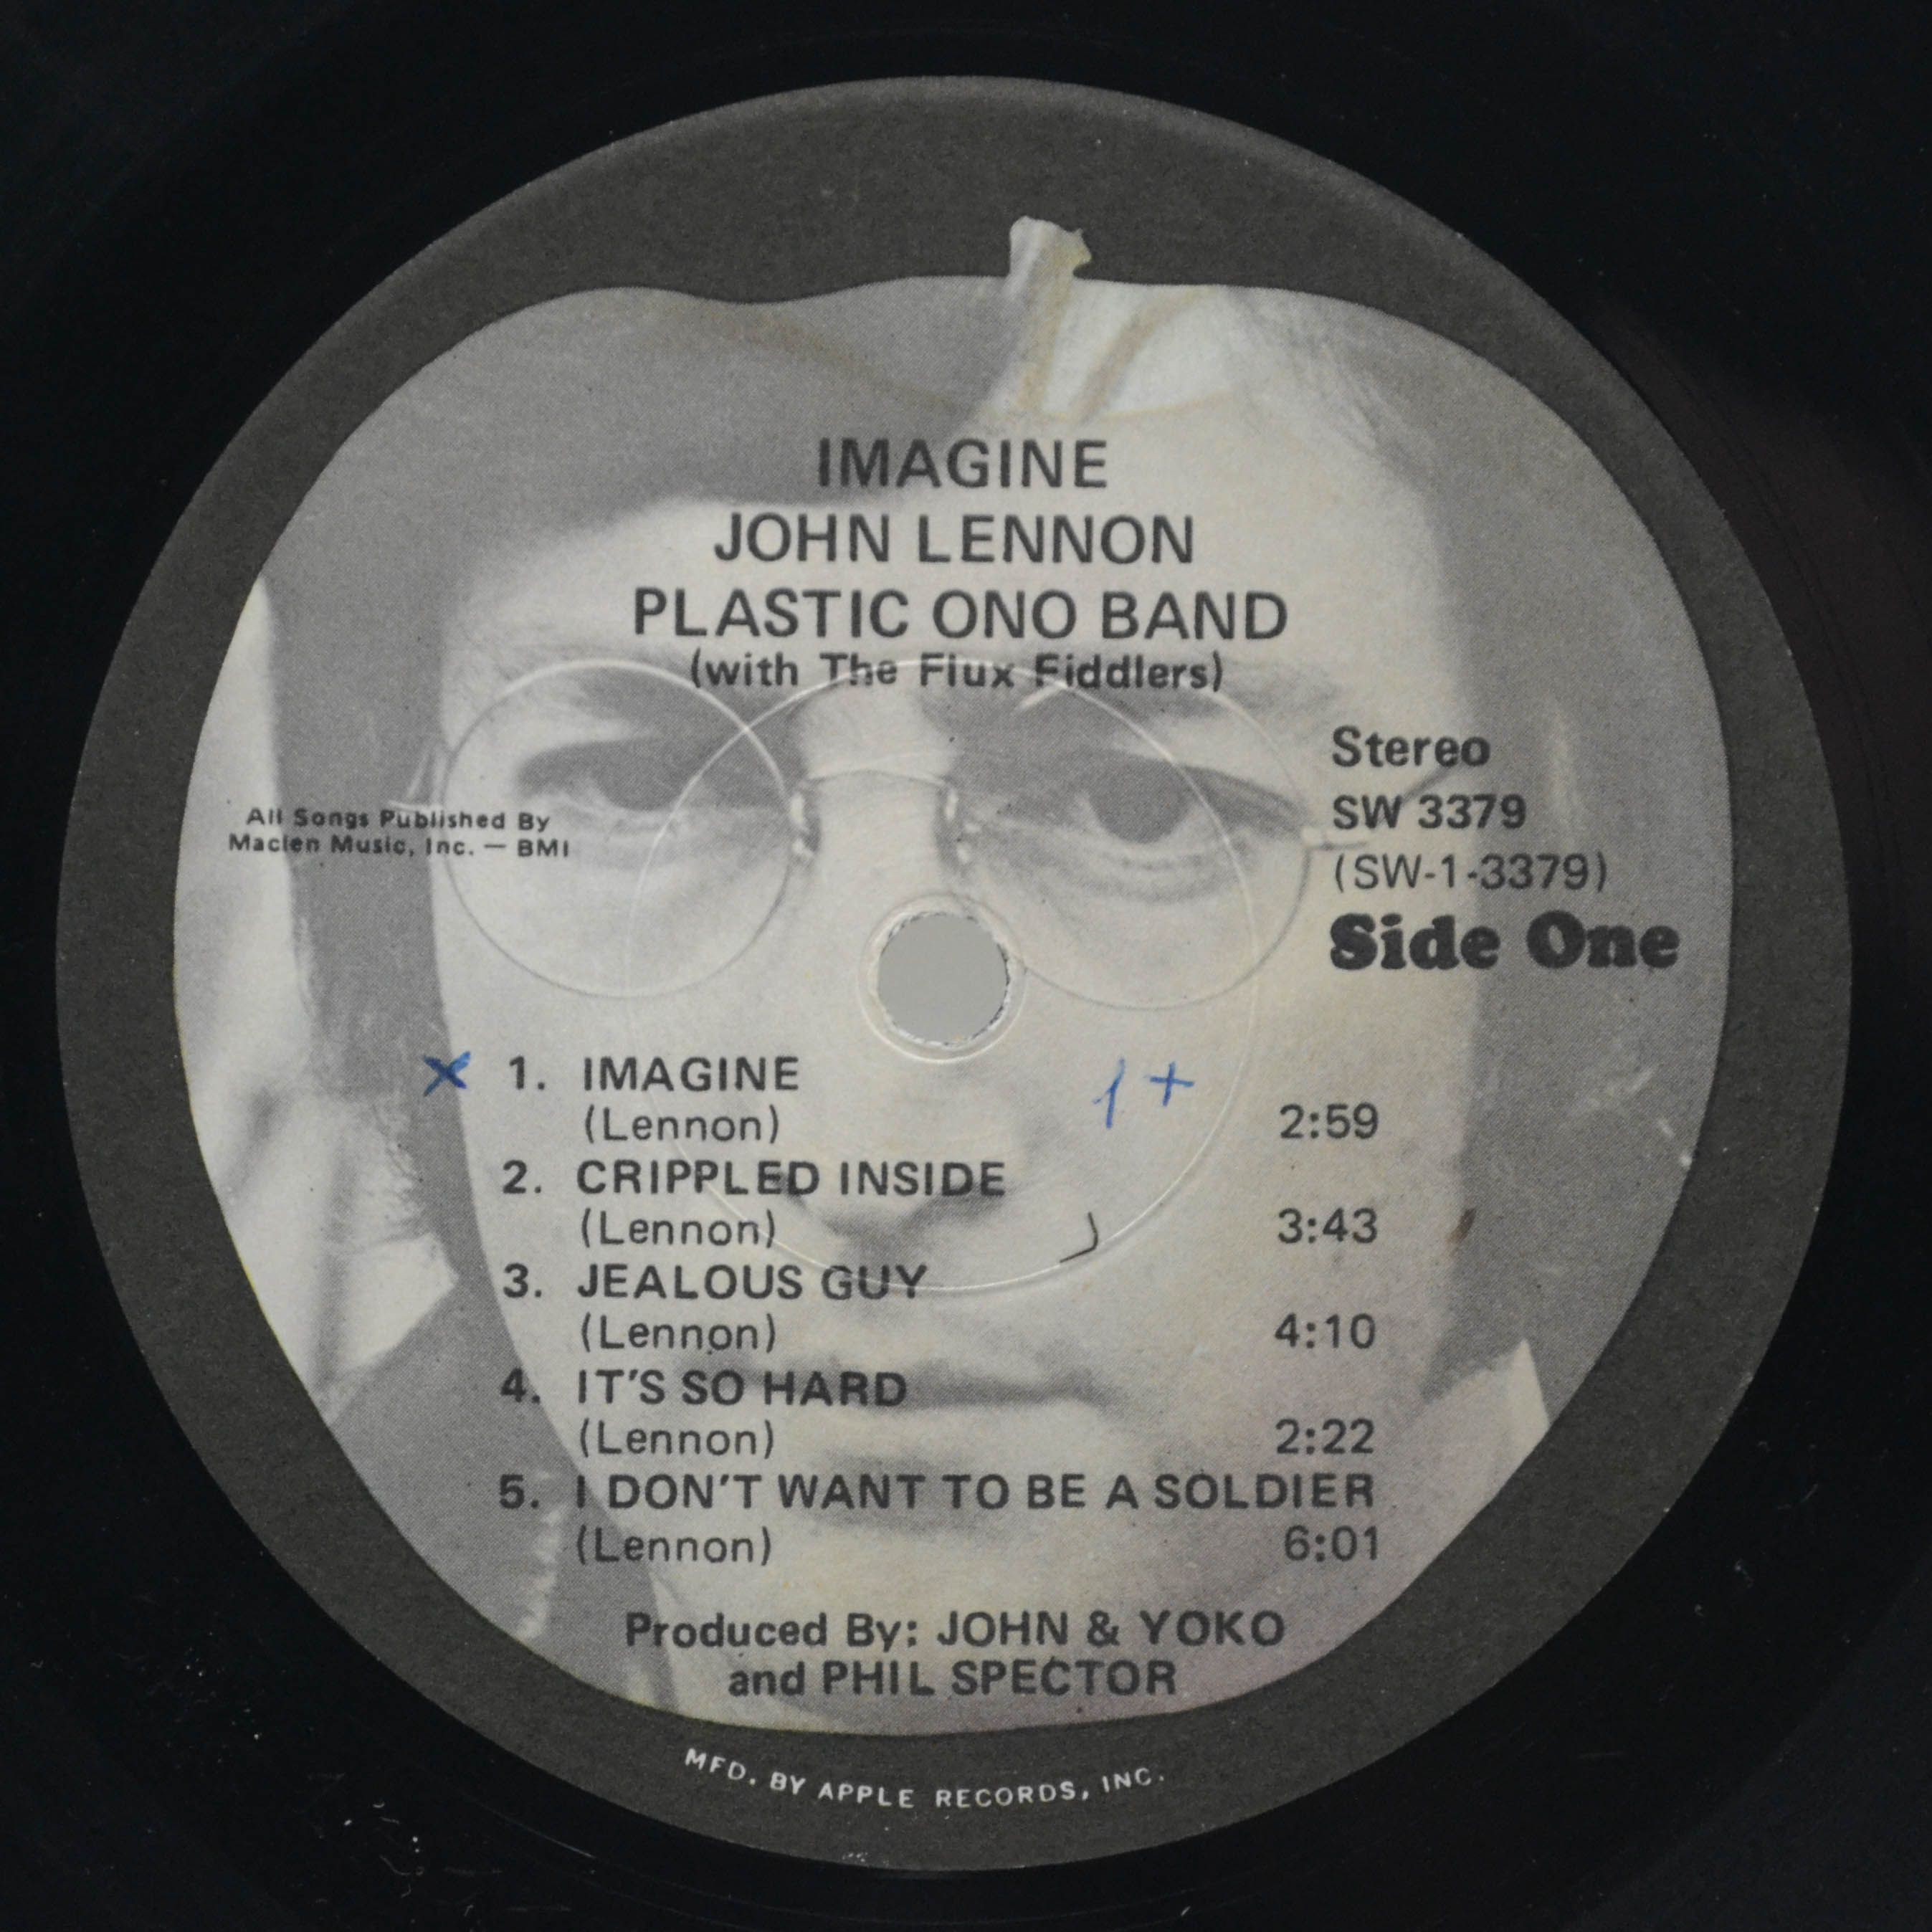 IMAGINE
JOHN LENNON
PLASTIC ONO BAND
(with The Flux Fiddlers)
All Songs Published By
Maclen Music, Inc. — BMI
Stereo
SW 3379
(SW-1-3379)
Side One
x 1. IMAGINE 1+
(Lennon) 2:59
2. CRIPPLED INSIDE
(Lennon) 3:43
3. JEALOUS GUY
(Lennon) 4:10
4. IT'S SO HARD
(Lennon) 2:22
5. I DON'T WANT TO BE A SOLDIER
(Lennon) 6:01
Produced By: JOHN & YOKO
and PHIL SPECTOR
MFD. BY APPLE RECORDS, INC.